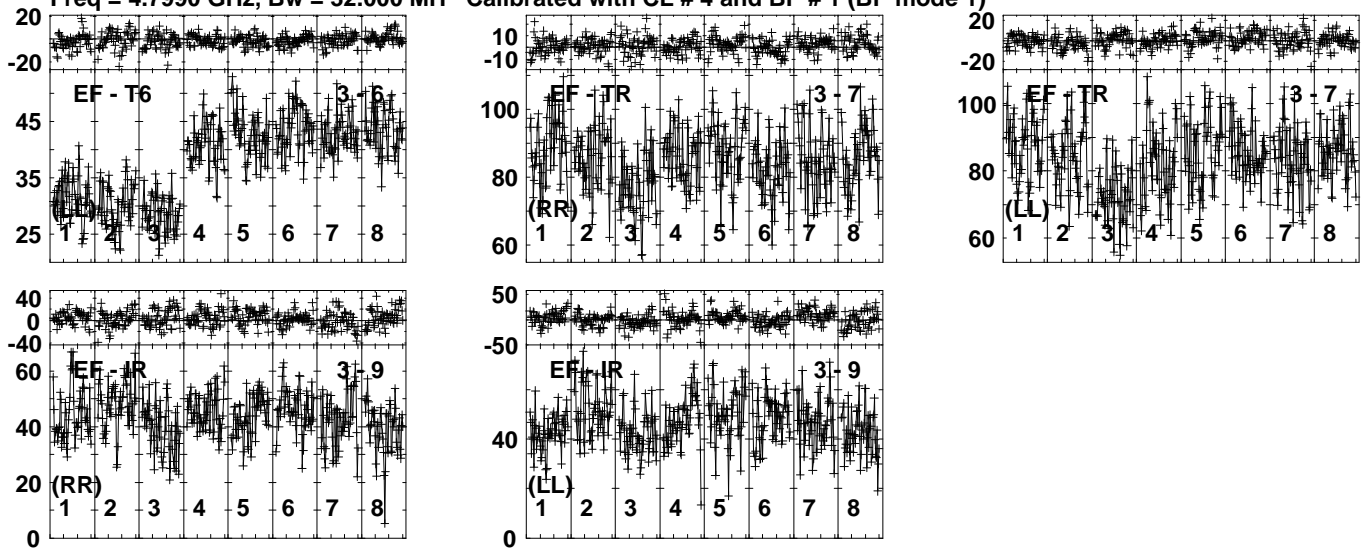 Freq = 4.7990 GHz, Bw = 32.000 MH Calibrated with CL # 4 and BP # 1 (BP mode 1)
20
-20
EF - T6 3 - 6
45
35
25
(LL)
1 2 3 4 5 6 7 8
10
-10
EF - TR 3 - 7
100
80
60
(RR)
1 2 3 4 5 6 7 8
20
-20
EF - TR 3 - 7
100
80
60
(LL)
1 2 3 4 5 6 7 8
40
0
-40
EF - IR 3 - 9
60
40
20
0
(RR)
1 2 3 4 5 6 7 8
50
-50
EF - IR 3 - 9
40
0
(LL)
1 2 3 4 5 6 7 8